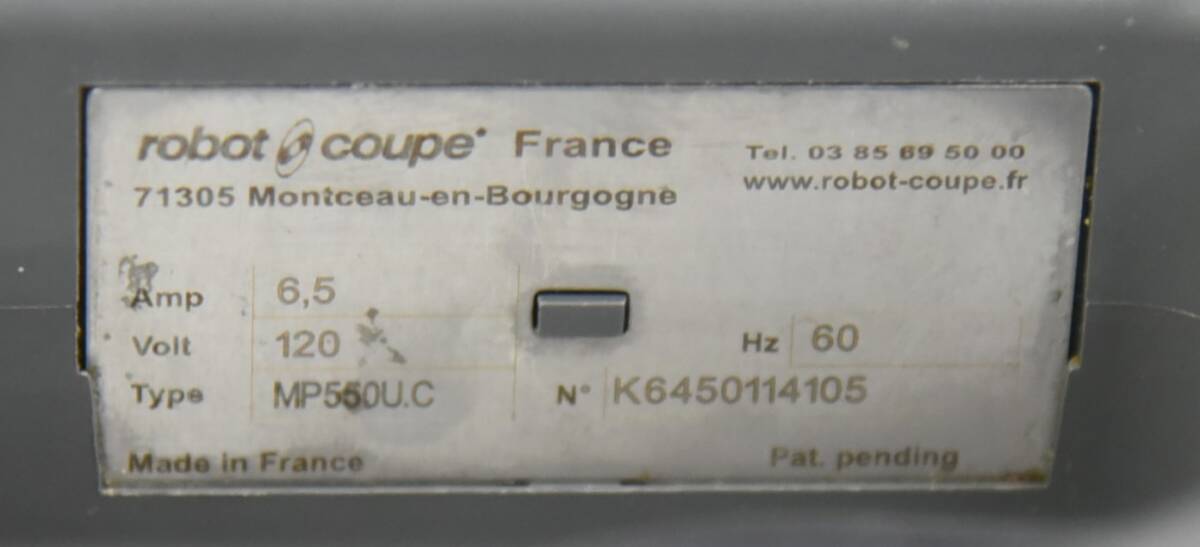 robot coupe France
Tel. 03 85 69 50 00
71305 Montceau-en-Bourgogne
www.robot-coupe.fr
Amp 6,5
Volt 120 Hz 60
Type MP550U.C N° K6450114105
Made in France Pat. pending